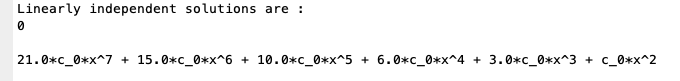 Linearly independent solutions are :
0
21.0*c_0*x^7 + 15.0*c_0*x^6 + 10.0*c_0*x^5 + 6.0*c_0*x^4 + 3.0*c_0*x^3 + c_0*x^2